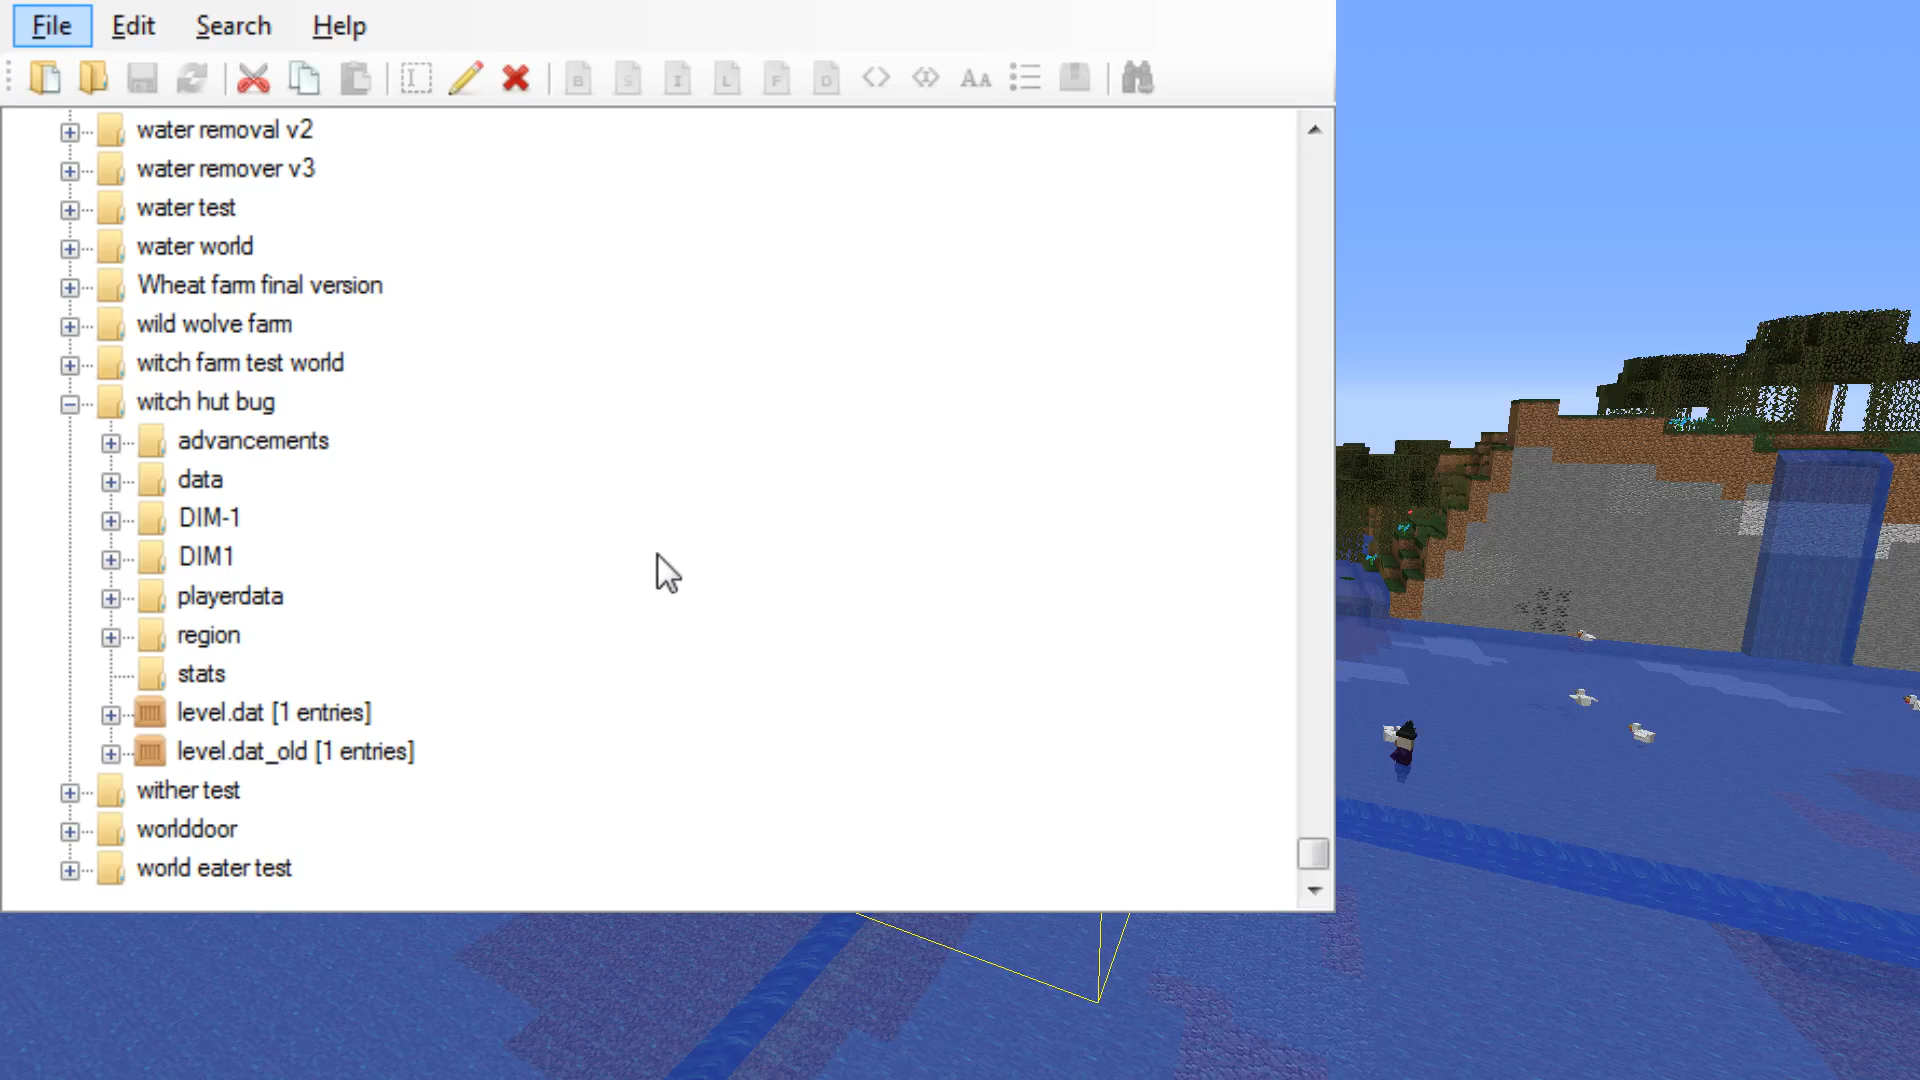 File Edit Search Help
B S I L F D <> AA
water removal v2
water remover v3
water test
water world
Wheat farm final version
wild wolve farm
witch farm test world
witch hut bug
advancements
data
DIM-1
DIM1
playerdata
region
stats
level.dat [1 entries]
level.dat_old [1 entries]
wither test
worlddoor
world eater test